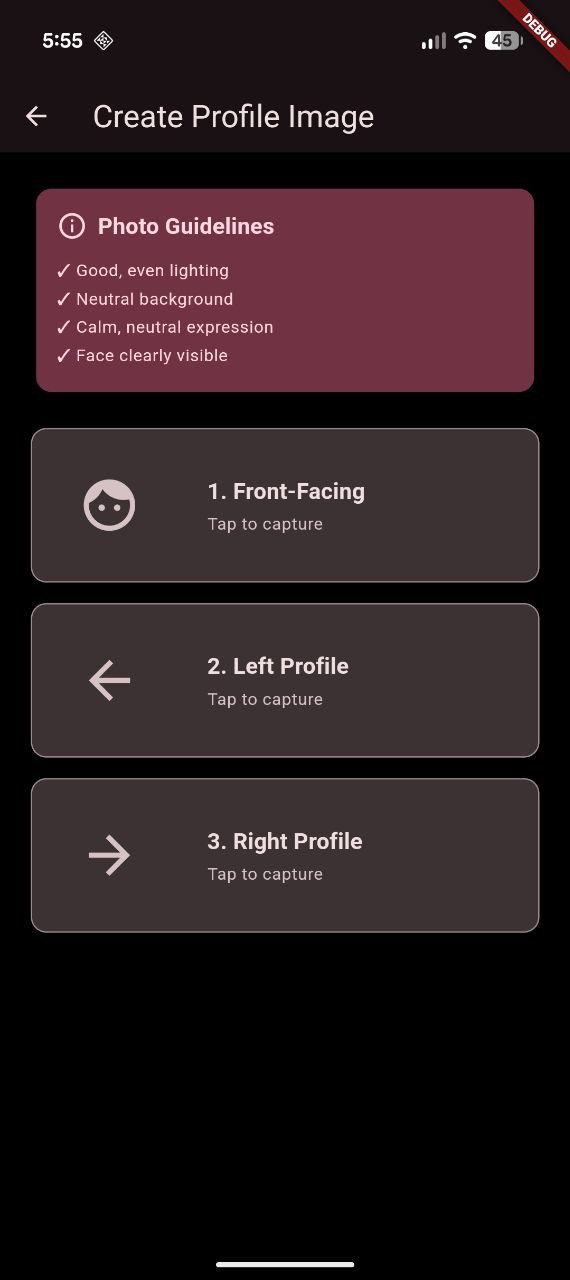 5:55
45
DEBUG
Create Profile Image
Photo Guidelines
✓ Good, even lighting
✓ Neutral background
✓ Calm, neutral expression
✓ Face clearly visible
1. Front-Facing
Tap to capture
2. Left Profile
Tap to capture
3. Right Profile
Tap to capture